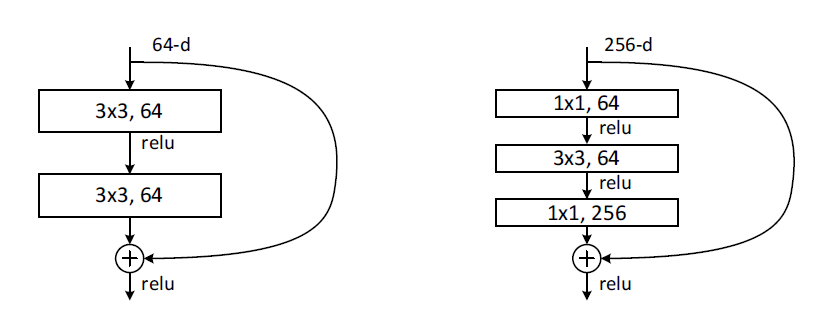 64-d
3x3, 64
relu
3x3, 64
relu
256-d
1x1, 64
relu
3x3, 64
relu
1x1, 256
relu